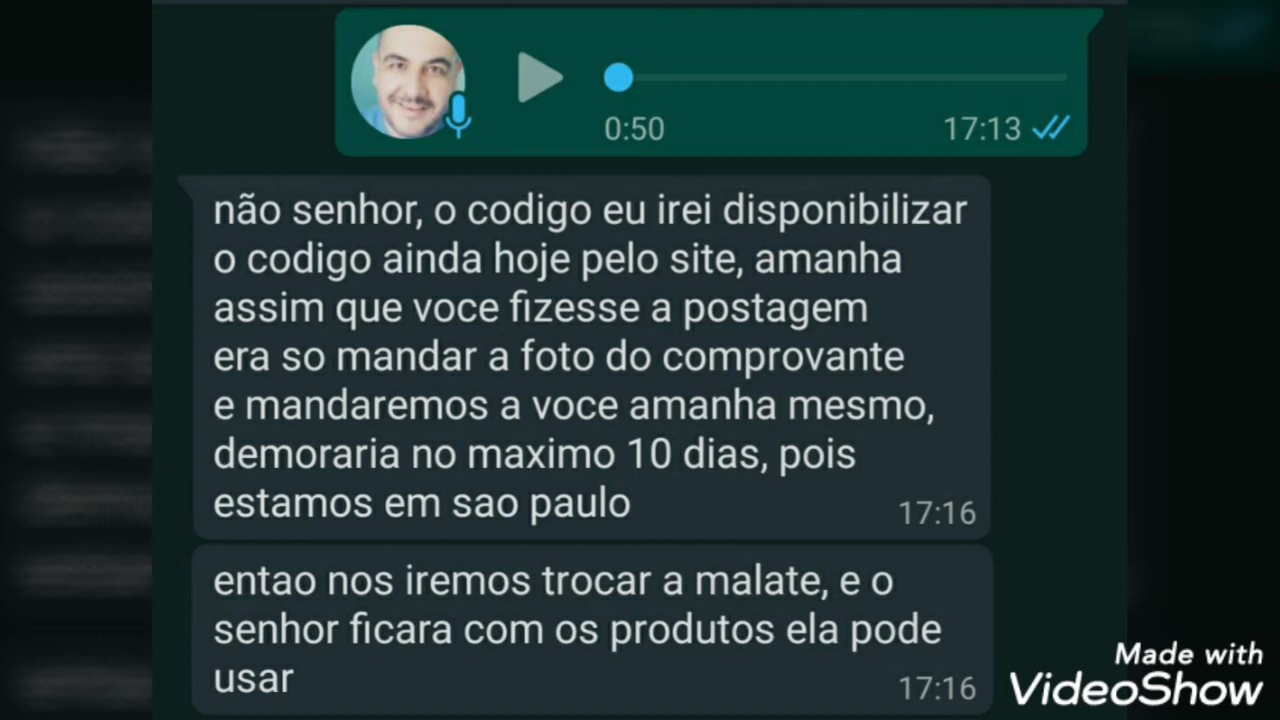 0:50
17:13
não senhor, o codigo eu irei disponibilizar
o codigo ainda hoje pelo site, amanha
assim que voce fizesse a postagem
era so mandar a foto do comprovante
e mandaremos a voce amanha mesmo,
demoraria no maximo 10 dias, pois
estamos em sao paulo
17:16
entao nos iremos trocar a malate, e o
senhor ficara com os produtos ela pode
usar
17:16
Made with
VideoShow